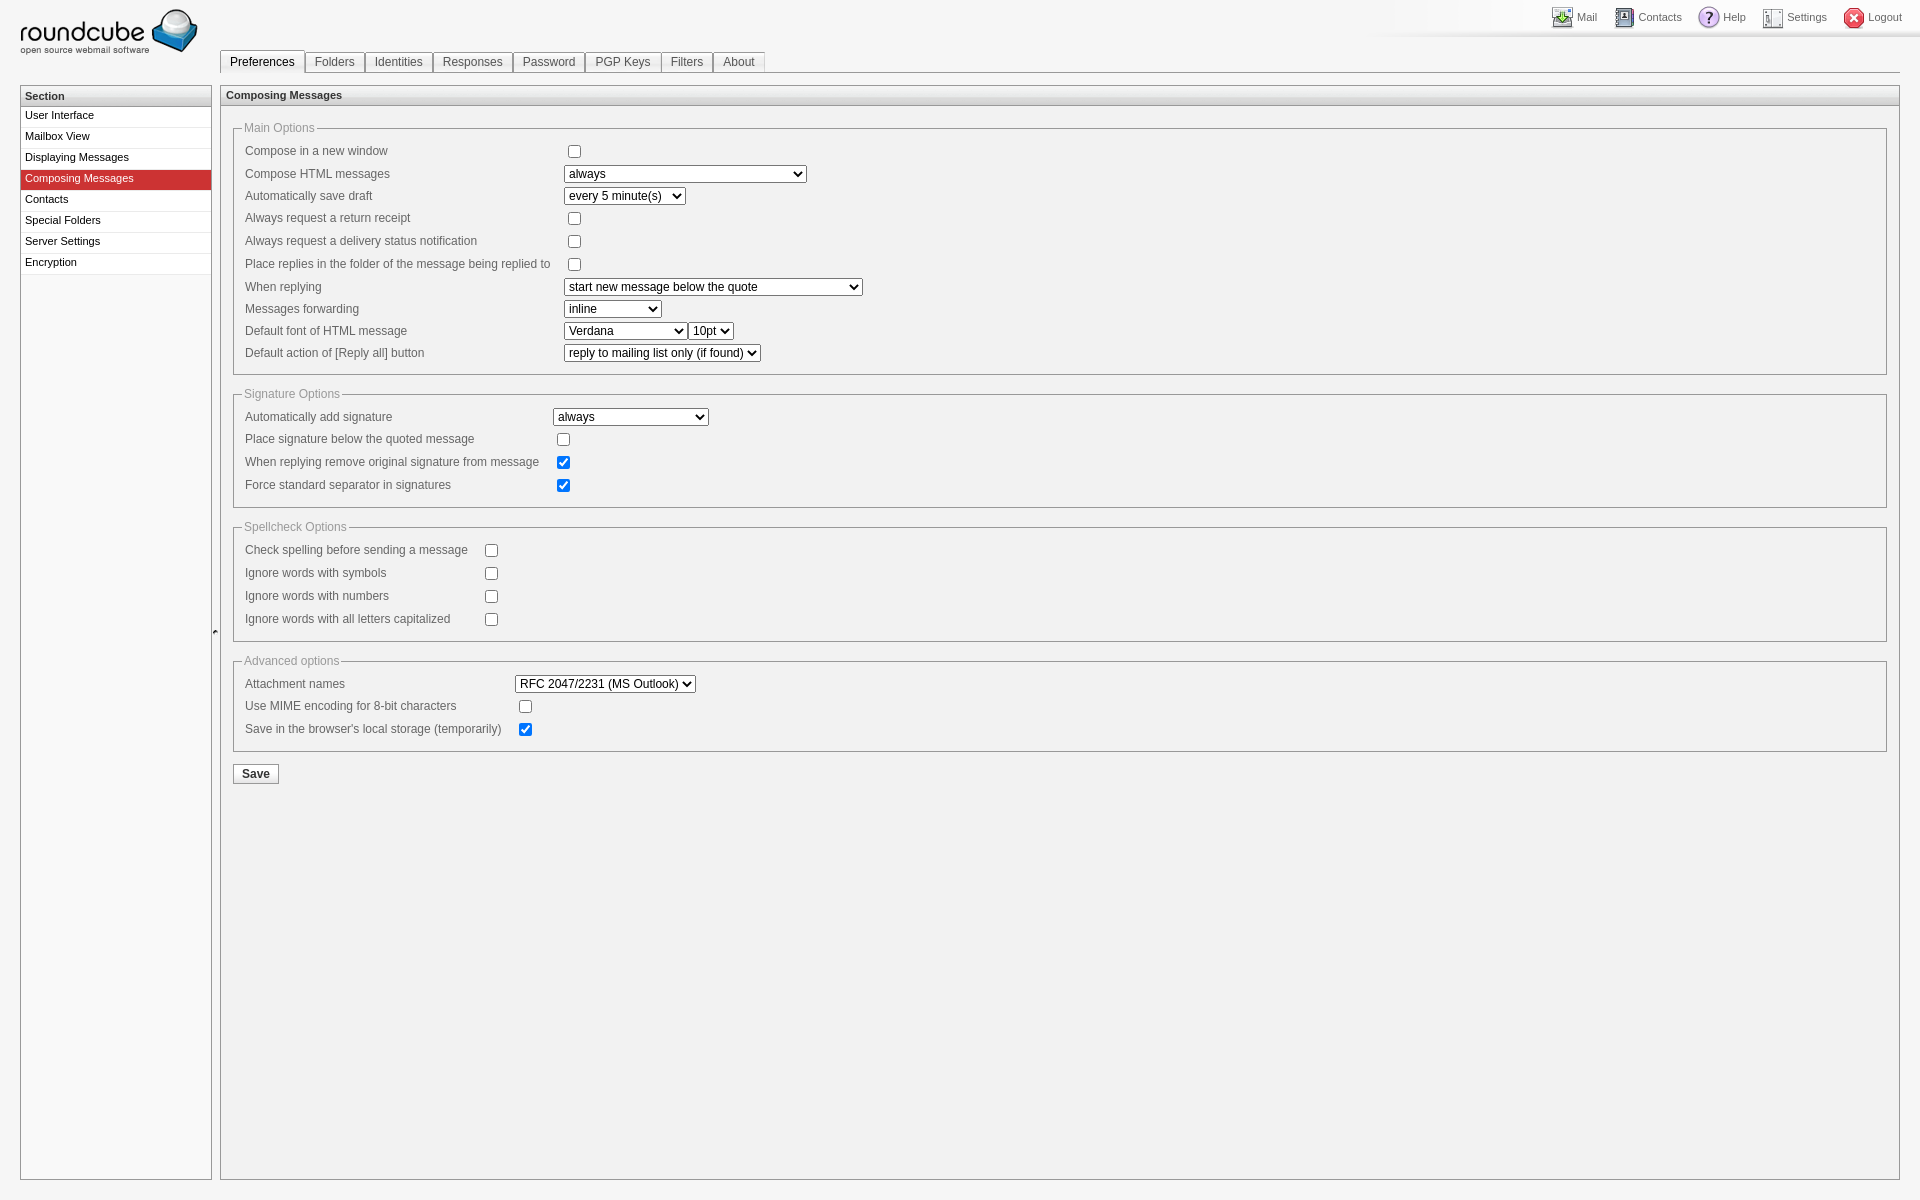 roundcube
open source webmail software
Mail Contacts Help Settings Logout
Preferences Folders Identities Responses Password PGP Keys Filters About
Section
User Interface
Mailbox View
Displaying Messages
Composing Messages
Contacts
Special Folders
Server Settings
Encryption
Composing Messages
Main Options
Compose in a new window
Compose HTML messages always
Automatically save draft every 5 minute(s)
Always request a return receipt
Always request a delivery status notification
Place replies in the folder of the message being replied to
When replying start new message below the quote
Messages forwarding inline
Default font of HTML message Verdana 10pt
Default action of [Reply all] button reply to mailing list only (if found)
Signature Options
Automatically add signature always
Place signature below the quoted message
When replying remove original signature from message
Force standard separator in signatures
Spellcheck Options
Check spelling before sending a message
Ignore words with symbols
Ignore words with numbers
Ignore words with all letters capitalized
Advanced options
Attachment names RFC 2047/2231 (MS Outlook)
Use MIME encoding for 8-bit characters
Save in the browser's local storage (temporarily)
Save